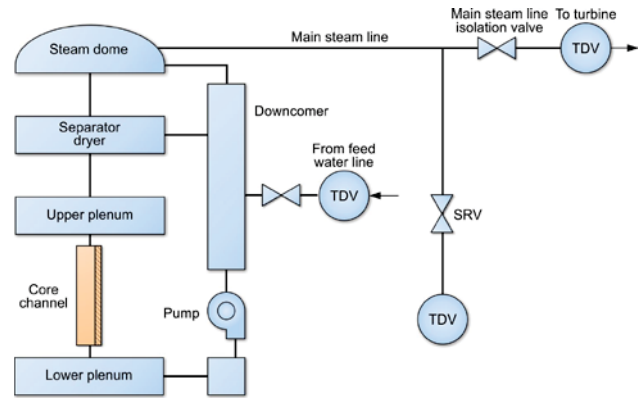 Main steam line
isolation valve
To turbine
Steam dome
Main steam line
TDV
Downcomer
Separator
dryer
From feed
water line
TDV
Upper plenum
SRV
Core
channel
Pump
TDV
Lower plenum